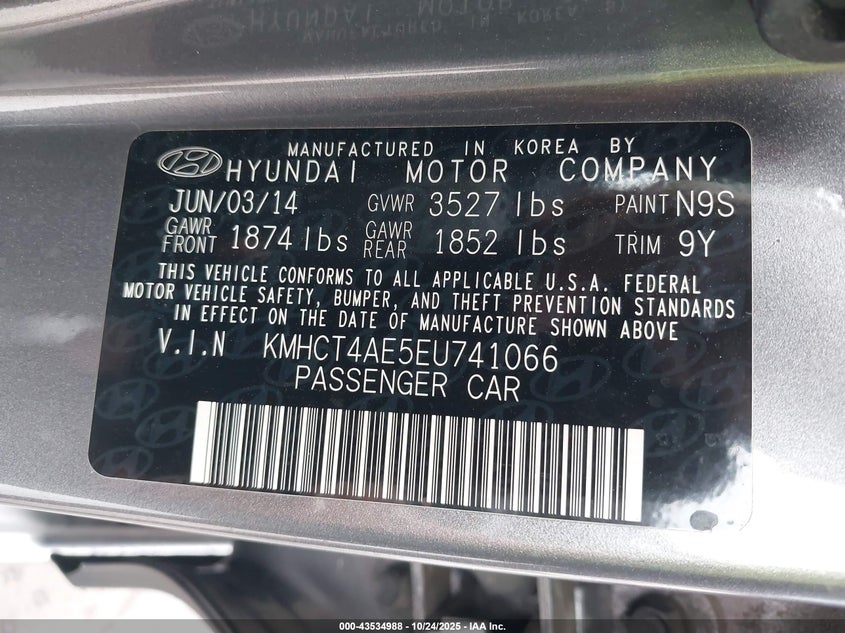 MANUFACTURED IN KOREA BY
HYUNDAI MOTOR COMPANY
JUN/03/14 GVWR 3527 lbs PAINT N9S
GAWR FRONT 1874 lbs GAWR REAR 1852 lbs TRIM 9Y
THIS VEHICLE CONFORMS TO ALL APPLICABLE U.S.A. FEDERAL
MOTOR VEHICLE SAFETY, BUMPER, AND THEFT PREVENTION STANDARDS
IN EFFECT ON THE DATE OF MANUFACTURE SHOWN ABOVE
V.I.N KMHCT4AE5EU741066
PASSENGER CAR
000-43534988 - 10/24/2025 - IAA Inc.